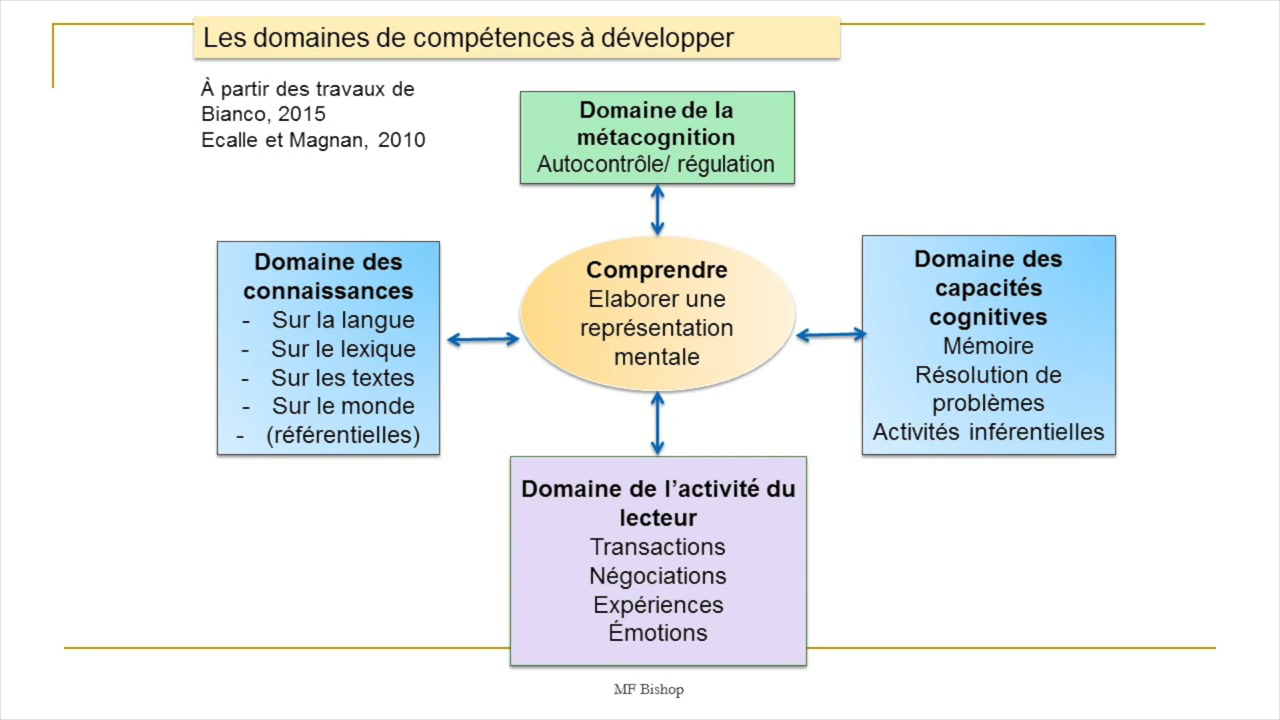 Les domaines de compétences à développer
À partir des travaux de
Bianco, 2015
Ecalle et Magnan, 2010
Domaine de la
métacognition
Autocontrôle/ régulation
Domaine des
connaissances
- Sur la langue
- Sur le lexique
- Sur les textes
- Sur le monde
- (référentielles)
Comprendre
Elaborer une
représentation
mentale
Domaine des
capacités
cognitives
Mémoire
Résolution de
problèmes
Activités inférentielles
Domaine de l’activité du
lecteur
Transactions
Négociations
Expériences
Émotions
MF Bishop